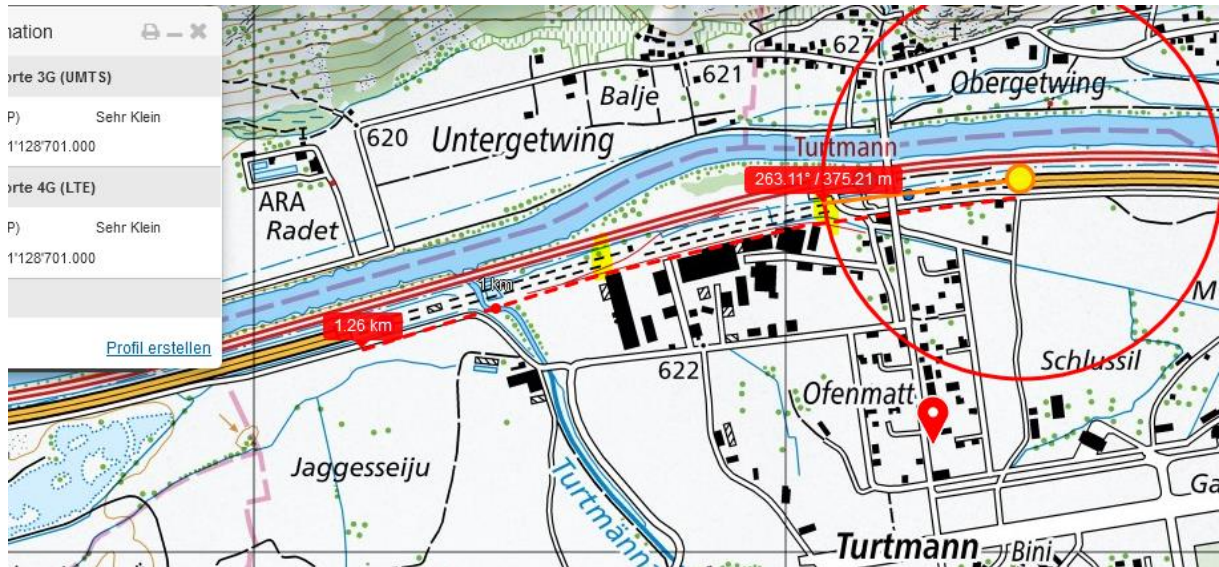 nation
orte 3G (UMTS)
P) Sehr Klein
1'128'701.000
orte 4G (LTE)
P) Sehr Klein
1'128'701.000
Profil erstellen
627
621
Obergetwing
Balje
620
Untergetwing
Turtmann
263.11° / 375.21 m
ARA
Radet
1 km
M
1.26 km
Schlussil
622
Ofenmatt
Jaggesseiju
Turtmänn
Ga
Turtmann
Bini